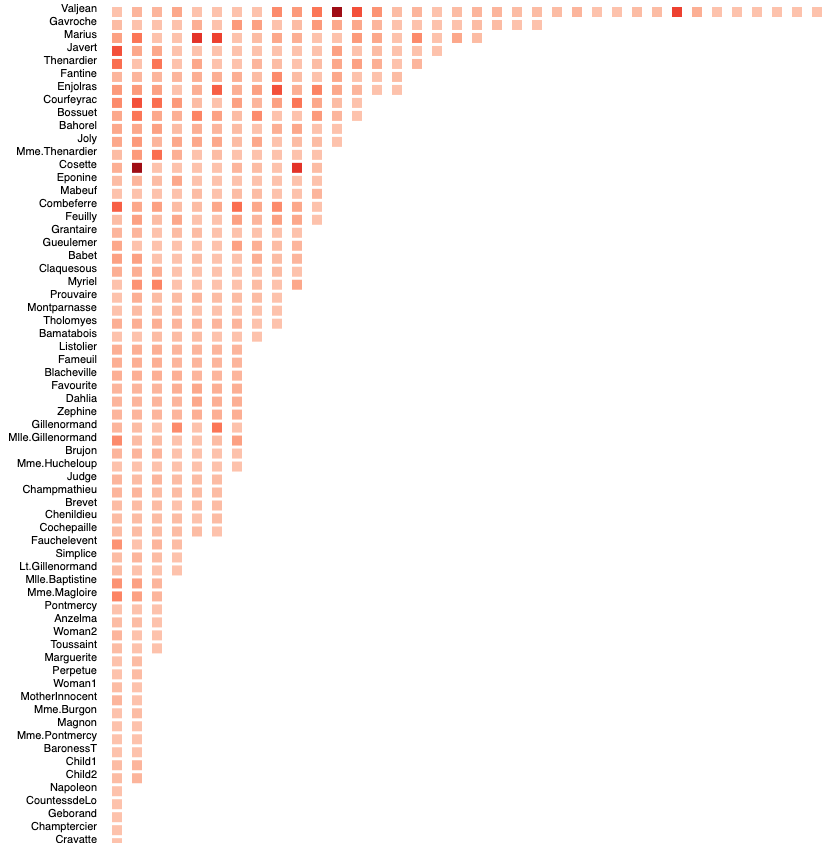 Valjean
Gavroche
Marius
Javert
Thenardier
Fantine
Enjolras
Courfeyrac
Bossuet
Bahorel
Joly
Mme.Thenardier
Cosette
Eponine
Mabeuf
Combeferre
Feuilly
Grantaire
Gueulemer
Babet
Claquesous
Myriel
Prouvaire
Montparnasse
Tholomyes
Bamatabois
Listolier
Fameuil
Blacheville
Favourite
Dahlia
Zephine
Gillenormand
Mlle.Gillenormand
Brujon
Mme.Hucheloup
Judge
Champmathieu
Brevet
Chenildieu
Cochepaille
Fauchelevent
Simplice
Lt.Gillenormand
Mlle.Baptistine
Mme.Magloire
Pontmercy
Anzelma
Woman2
Toussaint
Marguerite
Perpetue
Woman1
MotherInnocent
Mme.Burgon
Magnon
Mme.Pontmercy
BaronessT
Child1
Child2
Napoleon
CountessdeLo
Geborand
Champtercier
Cravatte